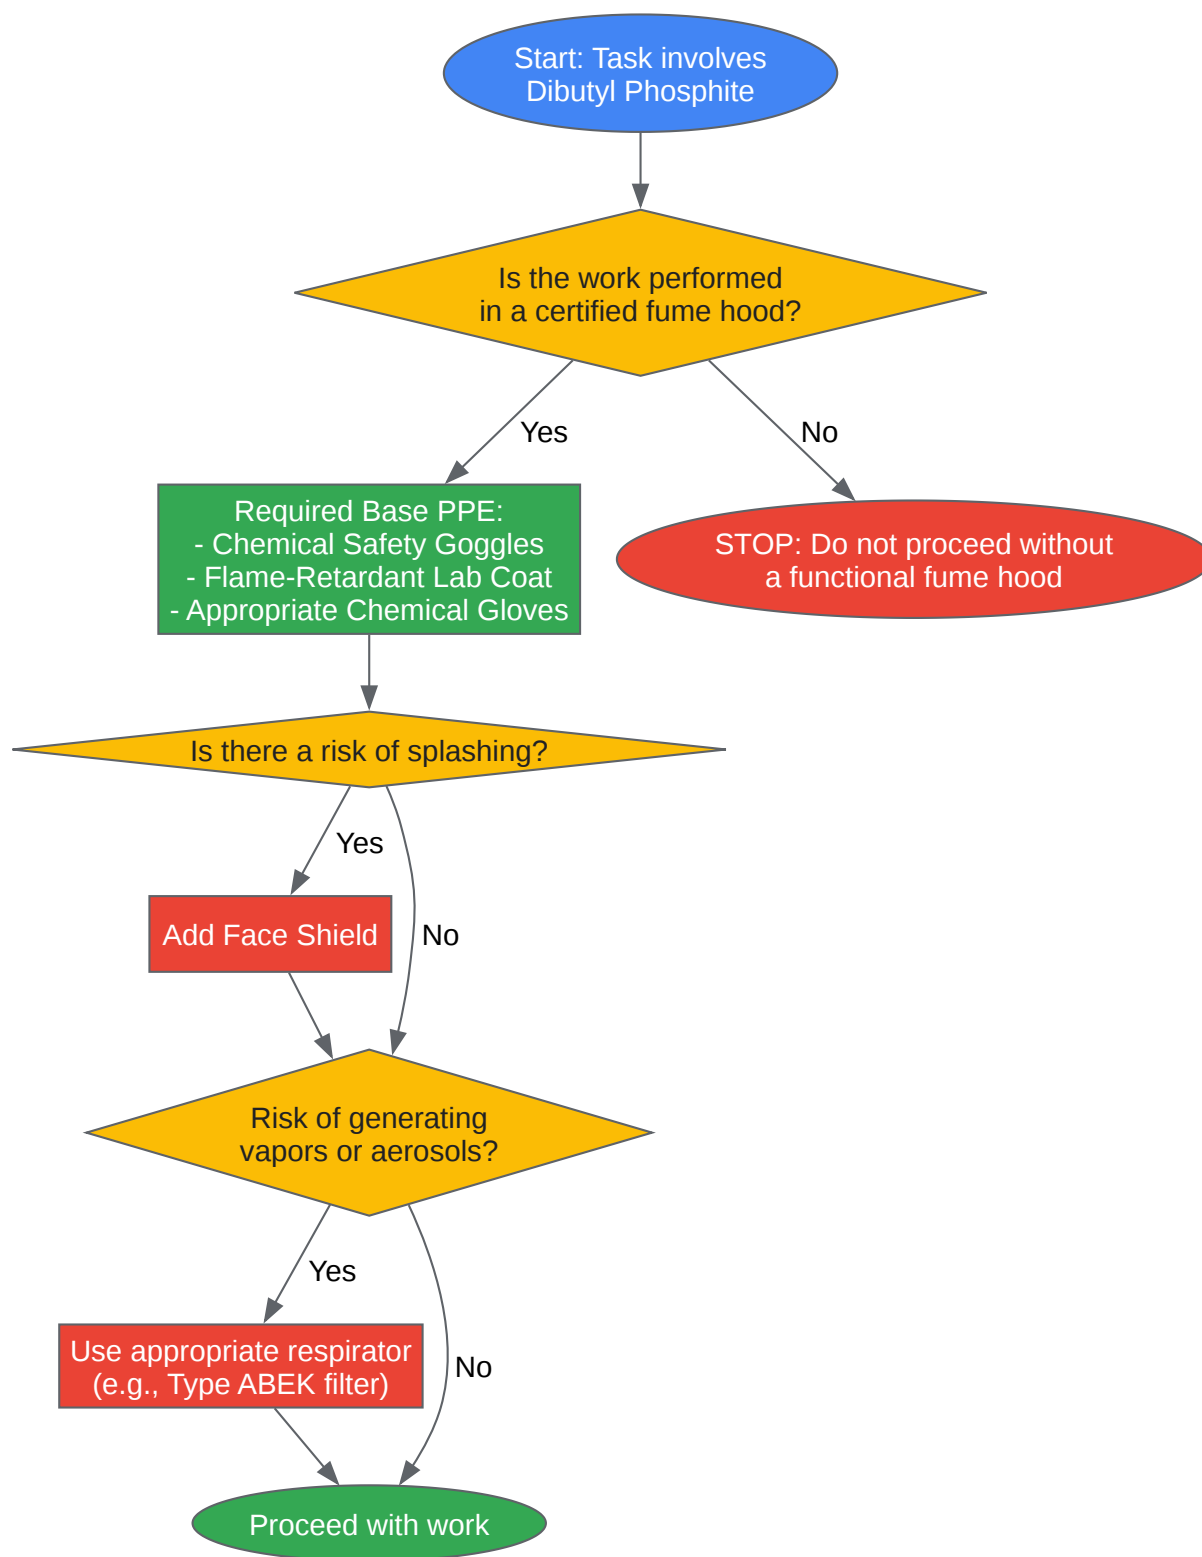 Start: Task involves
Dibutyl Phosphite
Is the work performed
in a certified fume hood?
Yes
No
Required Base PPE:
- Chemical Safety Goggles
- Flame-Retardant Lab Coat
- Appropriate Chemical Gloves
STOP: Do not proceed without
a functional fume hood
Is there a risk of splashing?
Yes
Add Face Shield
No
Risk of generating
vapors or aerosols?
Yes
Use appropriate respirator
(e.g., Type ABEK filter)
No
Proceed with work